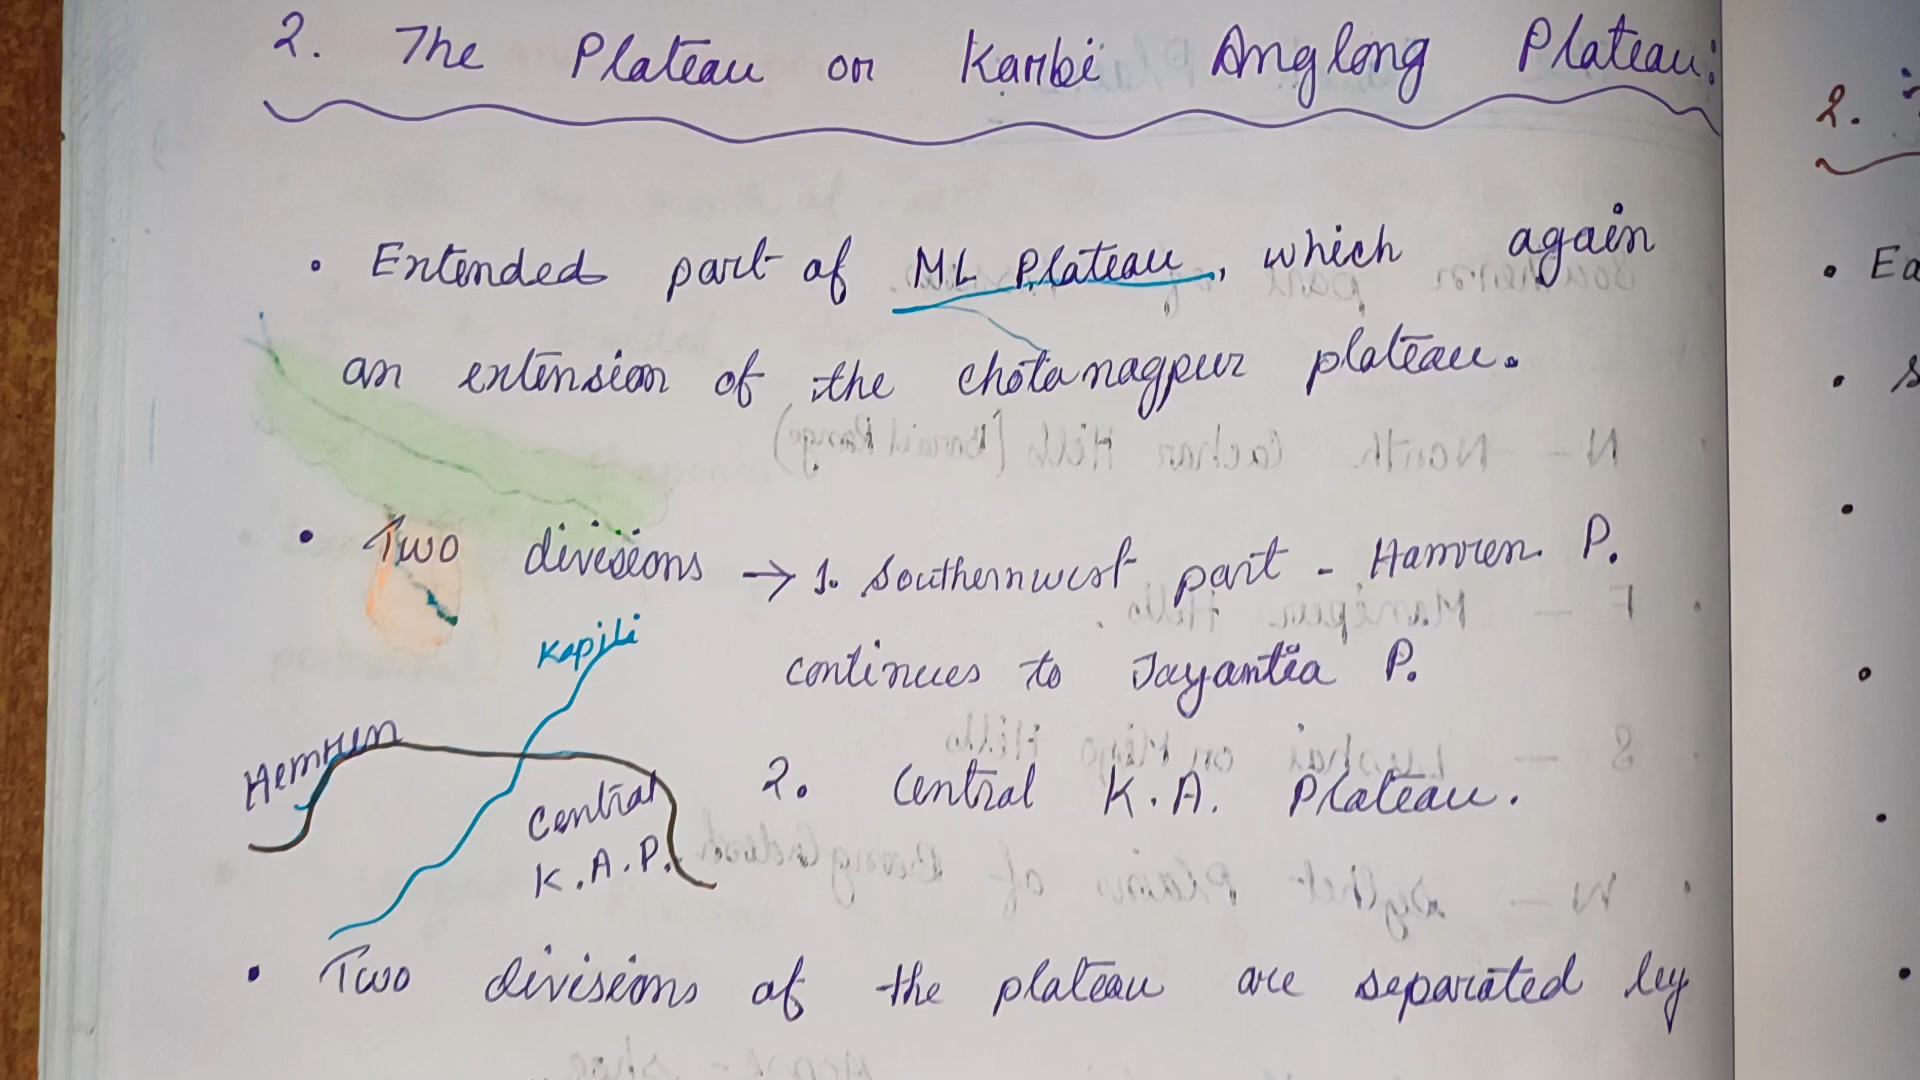 2. The Plateau or Karbi Anglong Plateau:
2.
• Extended part of ML Plateau, which again
an extension of the chotanagpur plateau.
• Two divisions → 1. Southernwest part - Hamren P.
continues to Jayantia P.
Kapili
Hemren
Central
K.A.P.
2. Central K.A. Plateau.
• Two divisions of the plateau are separated by